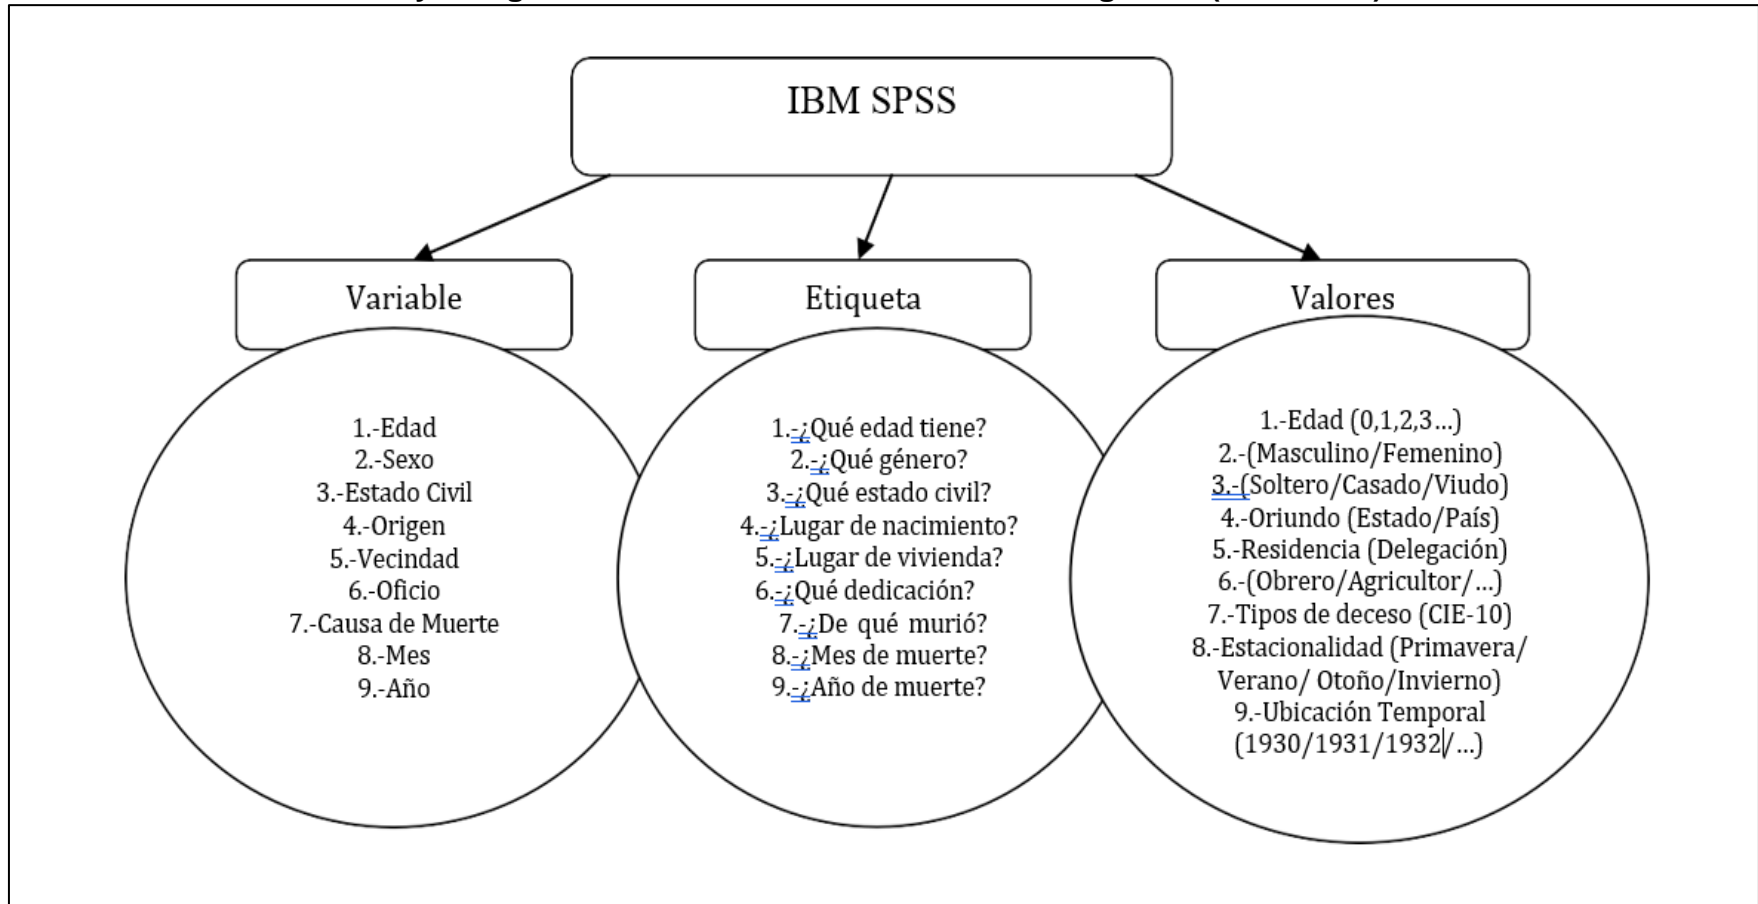 IBM SPSS
Variable
1.-Edad
2.-Sexo
3.-Estado Civil
4.-Origen
5.-Vecindad
6.-Oficio
7.-Causa de Muerte
8.-Mes
9.-Año
Etiqueta
1.-¿Qué edad tiene?
2.-¿Qué género?
3.-¿Qué estado civil?
4.-¿Lugar de nacimiento?
5.-¿Lugar de vivienda?
6.-¿Qué dedicación?
7.-¿De qué murió?
8.-¿Mes de muerte?
9.-¿Año de muerte?
Valores
1.-Edad (0,1,2,3...)
2.-(Masculino/Femenino)
3.-(Soltero/Casado/Viudo)
4.-Oriundo (Estado/País)
5.-Residencia (Delegación)
6.-(Obrero/Agricultor/...)
7.-Tipos de deceso (CIE-10)
8.-Estacionalidad (Primavera/
Verano/ Otoño/Invierno)
9.-Ubicación Temporal
(1930/1931/1932/...)